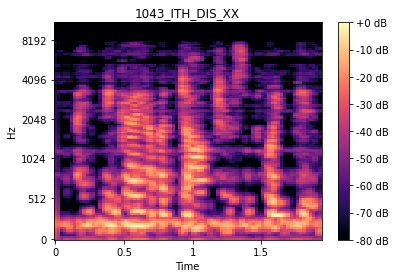 1043_ITH_DIS_XX
8192
4096
2048
1024
512
0
Hz
0
0.5
1
1.5
Time
+0 dB
-10 dB
-20 dB
-30 dB
-40 dB
-50 dB
-60 dB
-70 dB
-80 dB